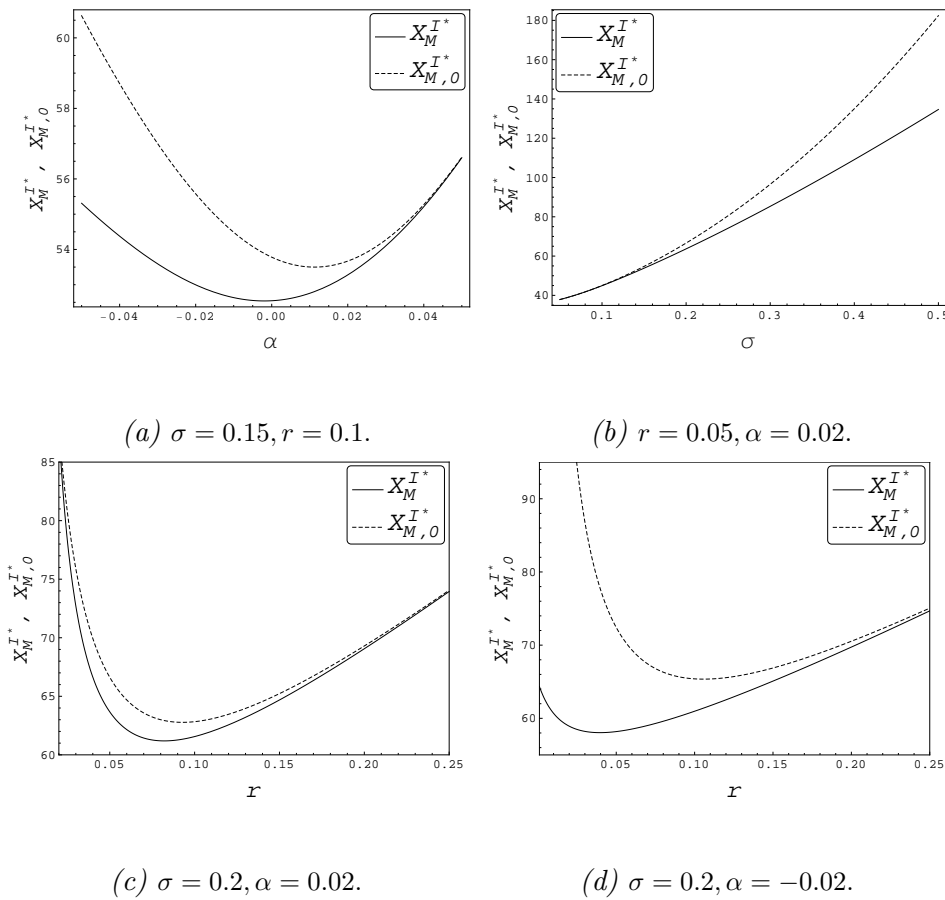 X_M^{I*}
X_{M,0}^{I*}
X_M^{I*} , X_{M,0}^{I*}
60
58
56
54
−0.04 −0.02 0.00 0.02 0.04
α
X_M^{I*}
X_{M,0}^{I*}
X_M^{I*} , X_{M,0}^{I*}
180
160
140
120
100
80
60
40
0.1 0.2 0.3 0.4 0.5
σ
(a) σ = 0.15, r = 0.1.
(b) r = 0.05, α = 0.02.
X_M^{I*}
X_{M,0}^{I*}
X_M^{I*} , X_{M,0}^{I*}
85
80
75
70
65
60
0.05 0.10 0.15 0.20 0.25
r
X_M^{I*}
X_{M,0}^{I*}
X_M^{I*} , X_{M,0}^{I*}
90
80
70
60
0.05 0.10 0.15 0.20 0.25
r
(c) σ = 0.2, α = 0.02.
(d) σ = 0.2, α = −0.02.